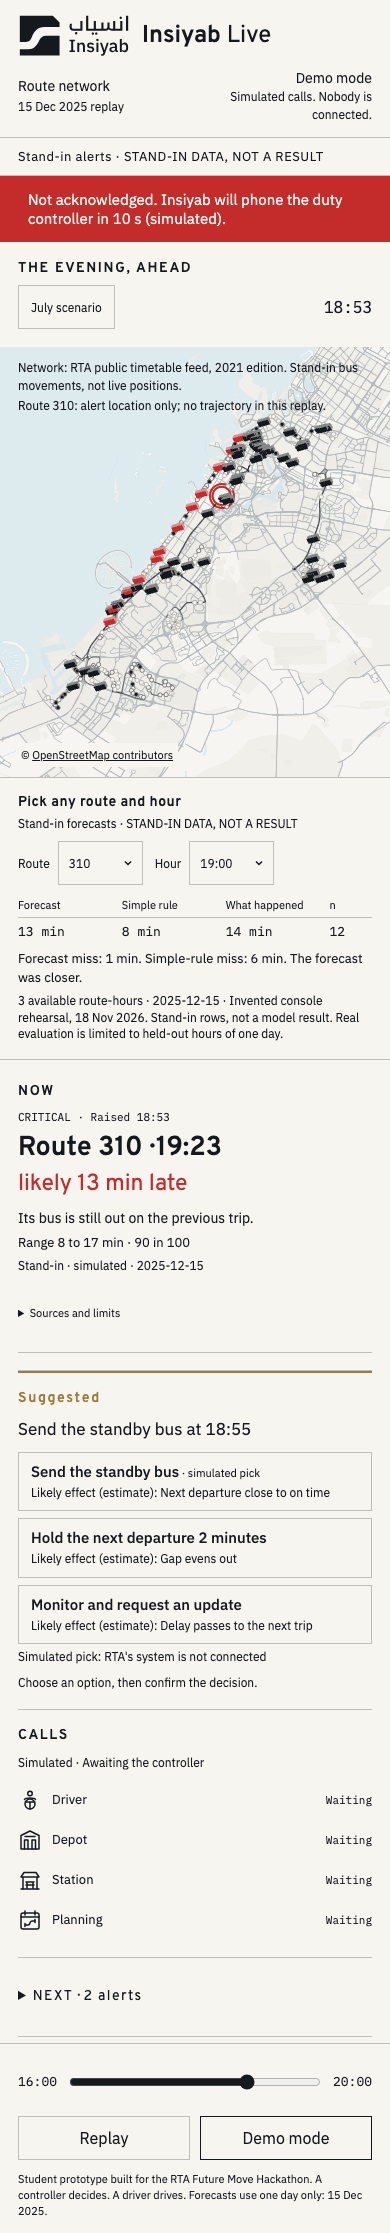 انسياب
Insiyab
Insiyab Live
Route network
15 Dec 2025 replay
Demo mode
Simulated calls. Nobody is
connected.
Stand-in alerts · STAND-IN DATA, NOT A RESULT
Not acknowledged. Insiyab will phone the duty
controller in 10 s (simulated).
THE EVENING, AHEAD
July scenario
18:53
Network: RTA public timetable feed, 2021 edition. Stand-in bus
movements, not live positions.
Route 310: alert location only; no trajectory in this replay.
© OpenStreetMap contributors
Pick any route and hour
Stand-in forecasts · STAND-IN DATA, NOT A RESULT
Route 310 Hour 19:00
Forecast Simple rule What happened n
13 min 8 min 14 min 12
Forecast miss: 1 min. Simple-rule miss: 6 min. The forecast
was closer.
3 available route-hours · 2025-12-15 · Invented console
rehearsal, 18 Nov 2026. Stand-in rows, not a model result. Real
evaluation is limited to held-out hours of one day.
NOW
CRITICAL · Raised 18:53
Route 310 ·19:23
likely 13 min late
Its bus is still out on the previous trip.
Range 8 to 17 min · 90 in 100
Stand-in · simulated · 2025-12-15
Sources and limits
Suggested
Send the standby bus at 18:55
Send the standby bus · simulated pick
Likely effect (estimate): Next departure close to on time
Hold the next departure 2 minutes
Likely effect (estimate): Gap evens out
Monitor and request an update
Likely effect (estimate): Delay passes to the next trip
Simulated pick: RTA's system is not connected
Choose an option, then confirm the decision.
CALLS
Simulated · Awaiting the controller
Driver Waiting
Depot Waiting
Station Waiting
Planning Waiting
NEXT · 2 alerts
16:00 20:00
Replay
Demo mode
Student prototype built for the RTA Future Move Hackathon. A
controller decides. A driver drives. Forecasts use one day only: 15 Dec
2025.